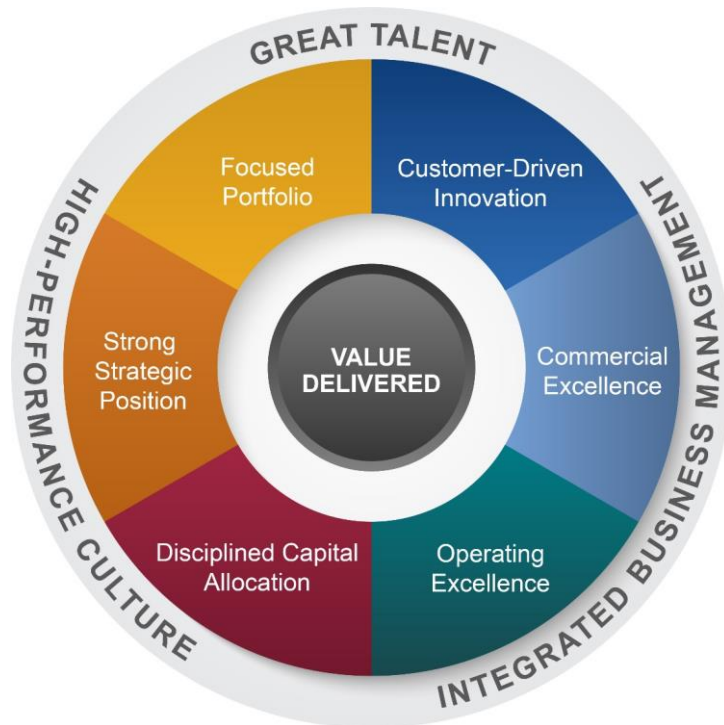 GREAT TALENT
Focused
Portfolio
Customer-Driven
Innovation
HIGH-PERFORMANCE CULTURE
Strong
Strategic
Position
VALUE
DELIVERED
Commercial
Excellence
INTEGRATED BUSINESS MANAGEMENT
Disciplined Capital
Allocation
Operating
Excellence